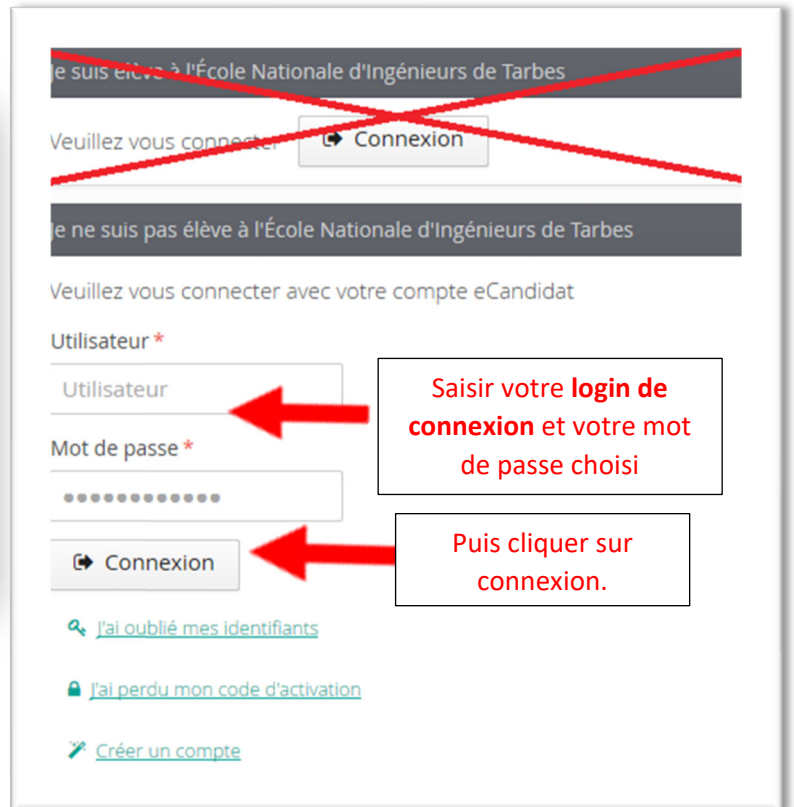 Je suis élève à l'École Nationale d'Ingénieurs de Tarbes
Veuillez vous connecter
Connexion
Je ne suis pas élève à l'École Nationale d'Ingénieurs de Tarbes
Veuillez vous connecter avec votre compte eCandidat
Utilisateur *
Utilisateur
Saisir votre login de
connexion et votre mot
de passe choisi
Mot de passe *
••••••••••••
Connexion
Puis cliquer sur
connexion.
J'ai oublié mes identifiants
J'ai perdu mon code d'activation
Créer un compte